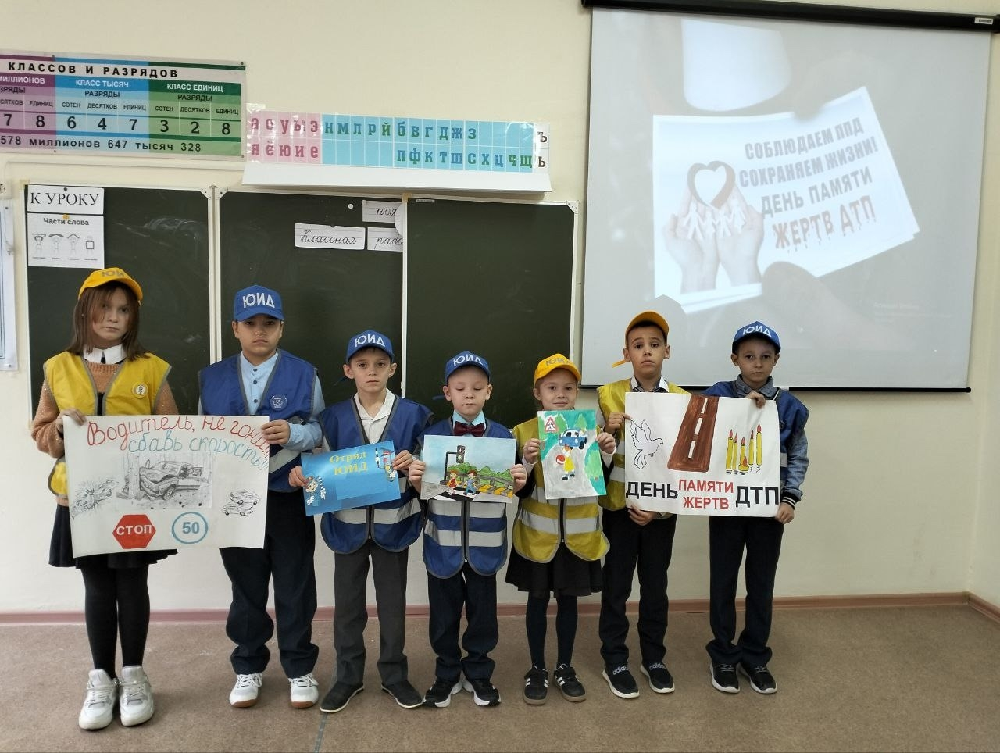 КЛАССОВ И РАЗРЯДОВ
МИЛЛИОНОВ КЛАСС ТЫСЯЧ КЛАСС ЕДИНИЦ
РАЗРЯДЫ РАЗРЯДЫ
ЕДИНИЦ СОТЕН ДЕСЯТКОВ ЕДИНИЦ СОТЕН ДЕСЯТКОВ ЕДИНИЦ
7 8 6 4 7 3 2 8
578 миллионов 647 тысяч 328
а о у ы э н м л р й б в г д ж з ъ
я ё ю и е п ф к т ш с х ц ч щ ь
К УРОКУ
Части слова
ная
Классная рабо
СОБЛЮДАЕМ ПДД
СОХРАНЯЕМ ЖИЗНИ!
ДЕНЬ ПАМЯТИ
ЖЕРТВ ДТП
ЮИД
ЮИД
ЮИД
ЮИД
ЮИД
ЮИД
Водитель, не гони!!!
сбавь скорость!!!
СТОП
50
Отряд
ЮИД
ДЕНЬ ПАМЯТИ ЖЕРТВ ДТП
adidas